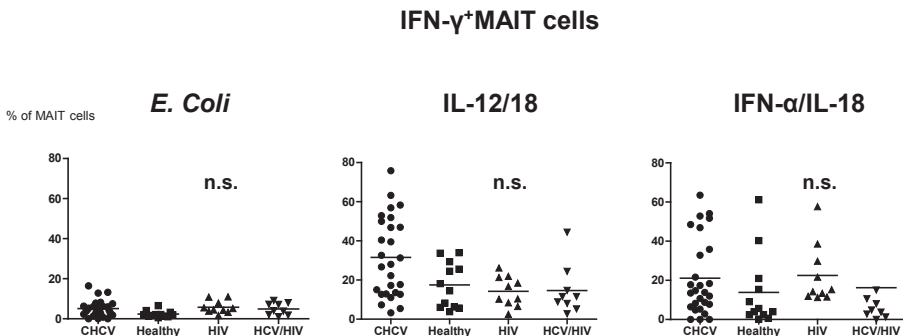 IFN-γ+MAIT cells
E. Coli
IL-12/18
IFN-α/IL-18
% of MAIT cells
80
60
40
20
0
n.s.
CHCV Healthy HIV HCV/HIV
80
60
40
20
0
n.s.
CHCV Healthy HIV HCV/HIV
80
60
40
20
0
n.s.
CHCV Healthy HIV HCV/HIV